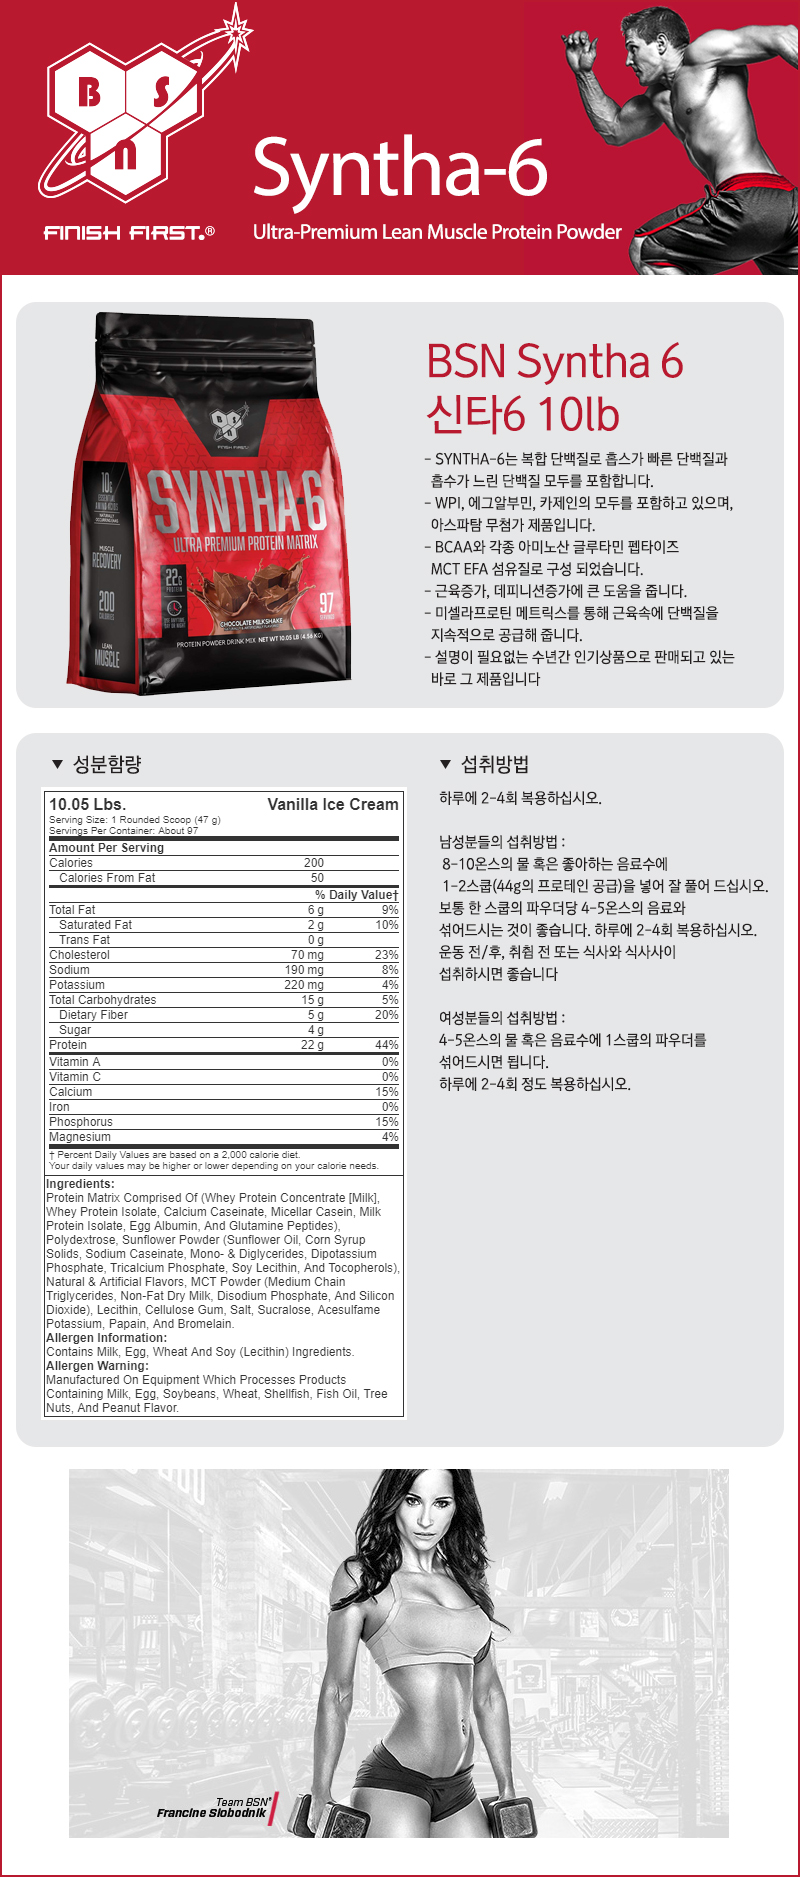 BSN
FINISH FIRST.®
Syntha-6
Ultra-Premium Lean Muscle Protein Powder
BSN
FINISH FIRST.
SYNTHA-6
ULTRA PREMIUM PROTEIN MATRIX
10g
ESSENTIAL
AMINO ACIDS
MUSCLE
RECOVERY
200
CALORIES
LEAN
MUSCLE
22g
PROTEIN
CHOCOLATE MILKSHAKE
97
PROTEIN POWDER DRINK MIX NET WT 10.05 LB (4.56 KG)
BSN Syntha 6
신타6 10lb
- SYNTHA-6는 복합 단백질로 흡스가 빠른 단백질과
흡수가 느린 단백질 모두를 포함합니다.
- WPI, 에그알부민, 카제인의 모두를 포함하고 있으며,
아스파탐 무첨가 제품입니다.
- BCAA와 각종 아미노산 글루타민 펩타이즈
MCT EFA 섬유질로 구성 되었습니다.
- 근육증가, 데피니션증가에 큰 도움을 줍니다.
- 미셀라프로틴 메트릭스를 통해 근육속에 단백질을
지속적으로 공급해 줍니다.
- 설명이 필요없는 수년간 인기상품으로 판매되고 있는
바로 그 제품입니다
▼ 성분함량
10.05 Lbs. Vanilla Ice Cream
Serving Size: 1 Rounded Scoop (47 g)
Servings Per Container: About 97
Amount Per Serving
Calories 200
Calories From Fat 50
% Daily Value†
Total Fat 6 g 9%
Saturated Fat 2 g 10%
Trans Fat 0 g
Cholesterol 70 mg 23%
Sodium 190 mg 8%
Potassium 220 mg 4%
Total Carbohydrates 15 g 5%
Dietary Fiber 5 g 20%
Sugar 4 g
Protein 22 g 44%
Vitamin A 0%
Vitamin C 0%
Calcium 15%
Iron 0%
Phosphorus 15%
Magnesium 4%
† Percent Daily Values are based on a 2,000 calorie diet.
Your daily values may be higher or lower depending on your calorie needs.
Ingredients:
Protein Matrix Comprised Of (Whey Protein Concentrate [Milk],
Whey Protein Isolate, Calcium Caseinate, Micellar Casein, Milk
Protein Isolate, Egg Albumin, And Glutamine Peptides),
Polydextrose, Sunflower Powder (Sunflower Oil, Corn Syrup
Solids, Sodium Caseinate, Mono- & Diglycerides, Dipotassium
Phosphate, Tricalcium Phosphate, Soy Lecithin, And Tocopherols),
Natural & Artificial Flavors, MCT Powder (Medium Chain
Triglycerides, Non-Fat Dry Milk, Disodium Phosphate, And Silicon
Dioxide), Lecithin, Cellulose Gum, Salt, Sucralose, Acesulfame
Potassium, Papain, And Bromelain.
Allergen Information:
Contains Milk, Egg, Wheat And Soy (Lecithin) Ingredients.
Allergen Warning:
Manufactured On Equipment Which Processes Products
Containing Milk, Egg, Soybeans, Wheat, Shellfish, Fish Oil, Tree
Nuts, And Peanut Flavor.
▼ 섭취방법
하루에 2-4회 복용하십시오.
남성분들의 섭취방법 :
8-10온스의 물 혹은 좋아하는 음료수에
1-2스쿱(44g의 프로테인 공급)을 넣어 잘 풀어 드십시오.
보통 한 스쿱의 파우더당 4-5온스의 음료와
섞어드시는 것이 좋습니다. 하루에 2-4회 복용하십시오.
운동 전/후, 취췸 전 또는 식사와 식사사이
섭취하시면 좋습니다
여성분들의 섭취방법 :
4-5온스의 물 혹은 음료수에 1스쿱의 파우더를
섞어드시면 됩니다.
하루에 2-4회 정도 복용하십시오.
Team BSN®
Francine Slobodnik